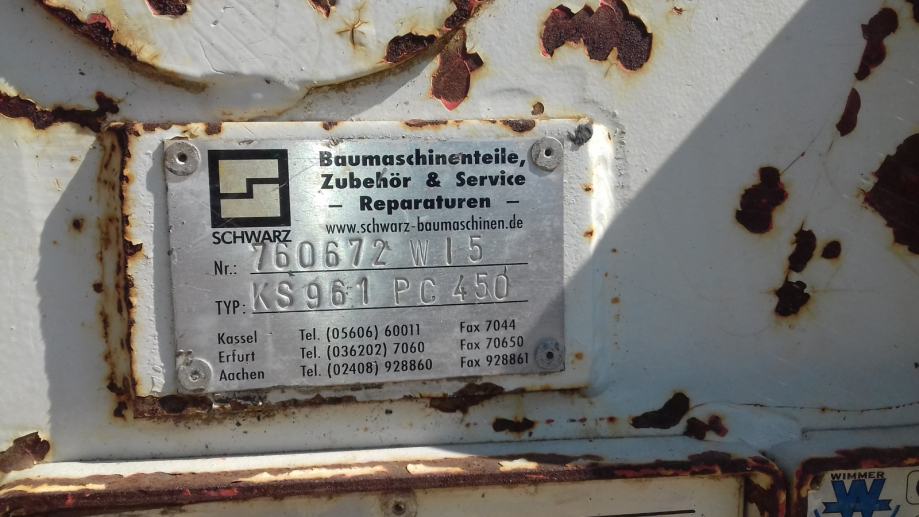 Baumaschinenteile,
Zubehör & Service
– Reparaturen –
www.schwarz-baumaschinen.de
SCHWARZ
Nr.: 760672 W15
TYP: KS961 PC450
Kassel Tel. (05606) 60011 Fax 7044
Erfurt Tel. (036202) 7060 Fax 70650
Aachen Tel. (02408) 928860 Fax 928861
WIMMER
W